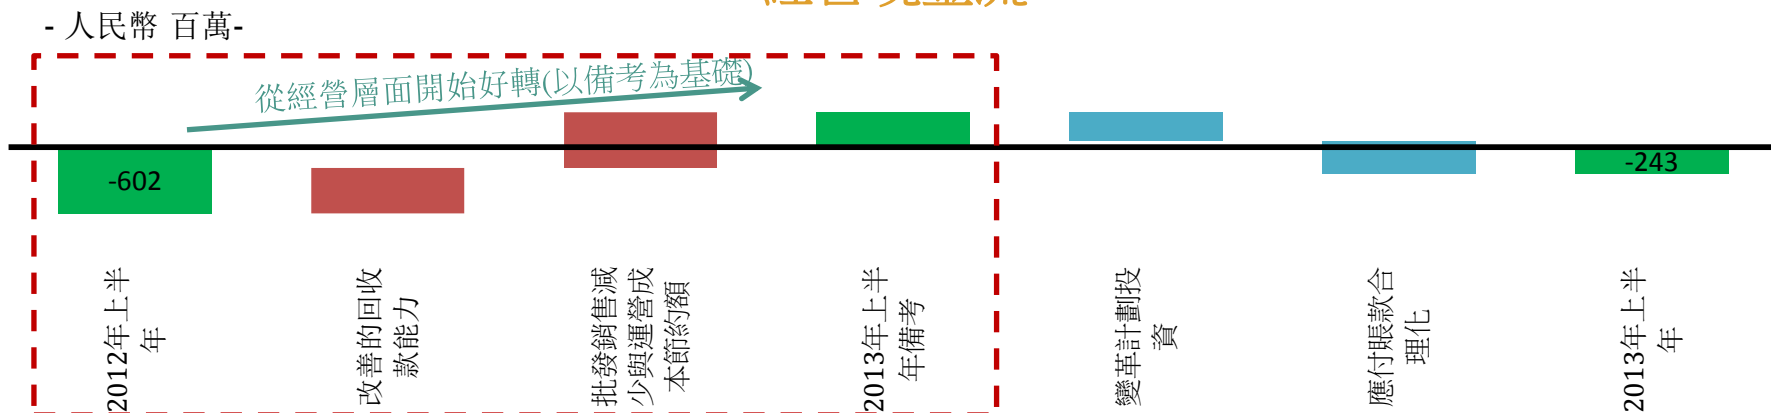 - 人民幣 百萬-
從經營層面開始好轉(以備考為基礎)
-602
-243
2012年上半
年
改善的回收
款能力
批發銷售減
少與運營成
本節約額
2013年上半
年備考
變革計劃投
資
應付賬款合
理化
2013年上半
年